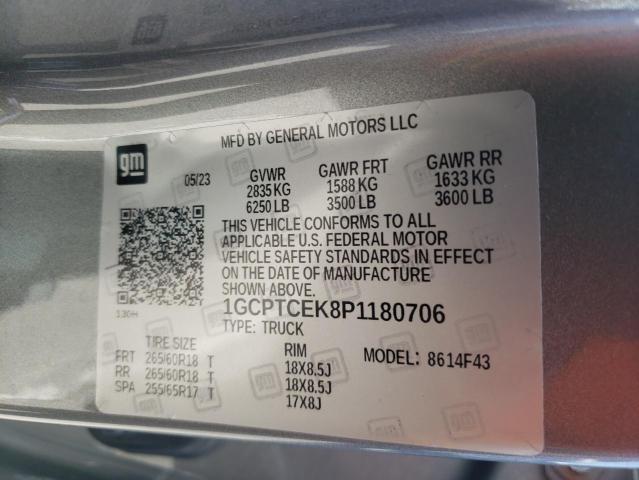 gm
MFD BY GENERAL MOTORS LLC
05/23 GVWR GAWR FRT GAWR RR
2835 KG 1588 KG 1633 KG
6250 LB 3500 LB 3600 LB
THIS VEHICLE CONFORMS TO ALL
APPLICABLE U.S. FEDERAL MOTOR
VEHICLE SAFETY STANDARDS IN EFFECT
ON THE DATE OF MANUFACTURE
SHOWN ABOVE.
1GCPTCEK8P1180706
TYPE: TRUCK
TIRE SIZE RIM MODEL: 8614F43
FRT 265/60R18 T 18X8.5J
RR 265/60R18 T 18X8.5J
SPA 255/65R17 T 17X8J